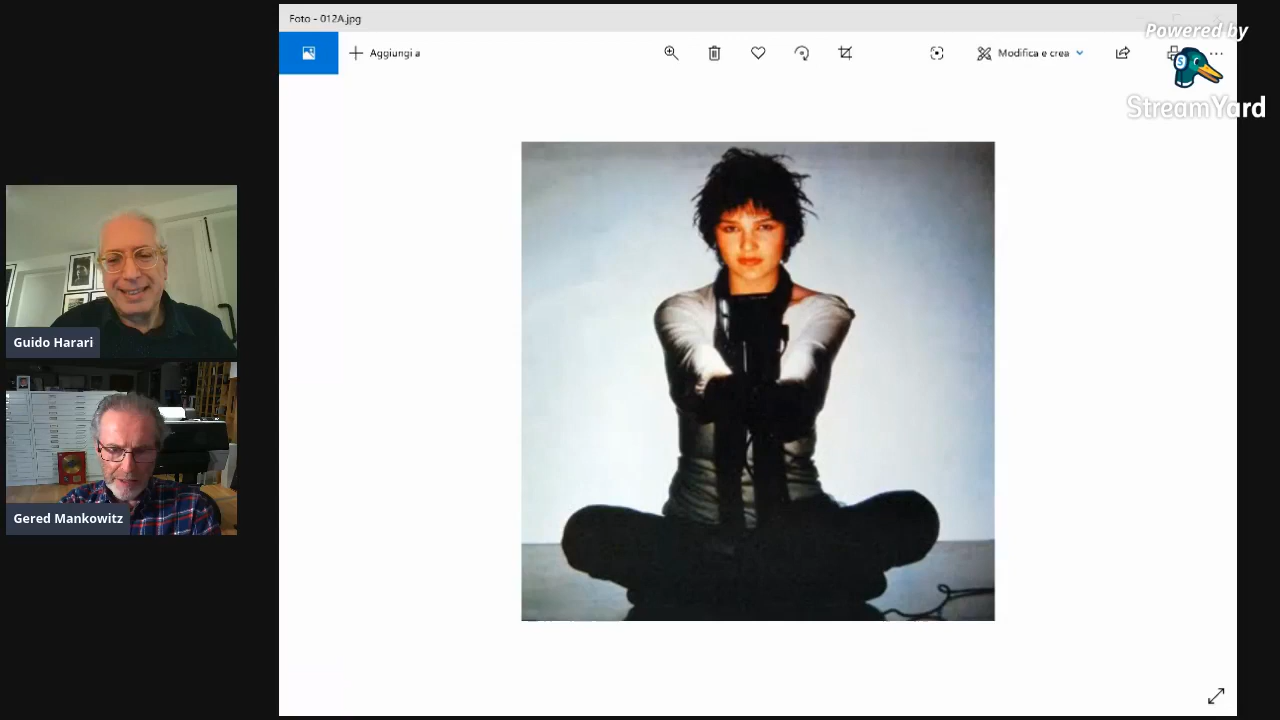 Foto - 012A.jpg
Aggiungi a
Modifica e crea
Powered by
S
StreamYard
Guido Harari
Gered Mankowitz